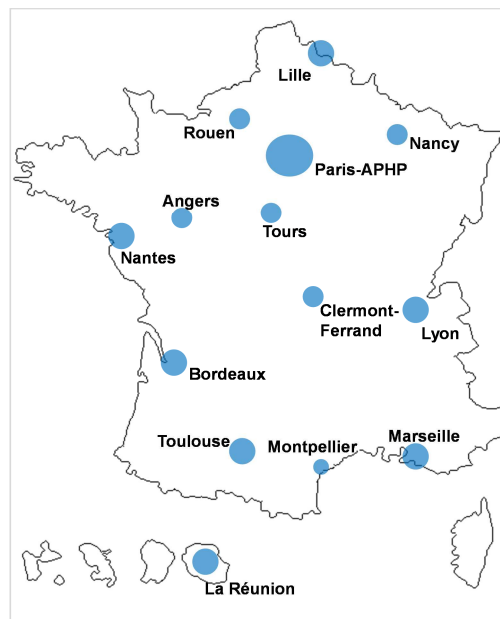 Lille
Rouen
Nancy
Paris-APHP
Angers
Tours
Nantes
Clermont-
Ferrand
Lyon
Bordeaux
Toulouse
Montpellier
Marseille
La Réunion